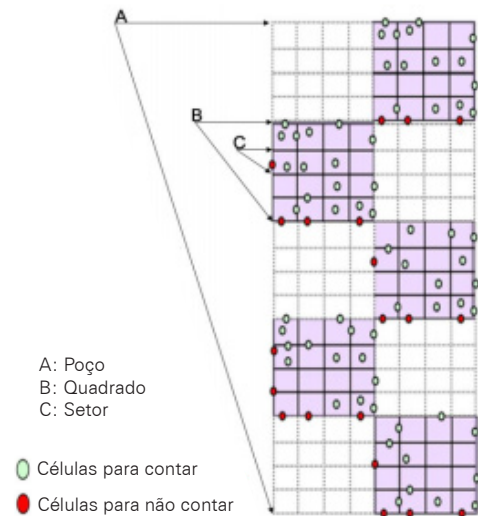 A
B
C
A: Poço
B: Quadrado
C: Setor
Células para contar
Células para não contar